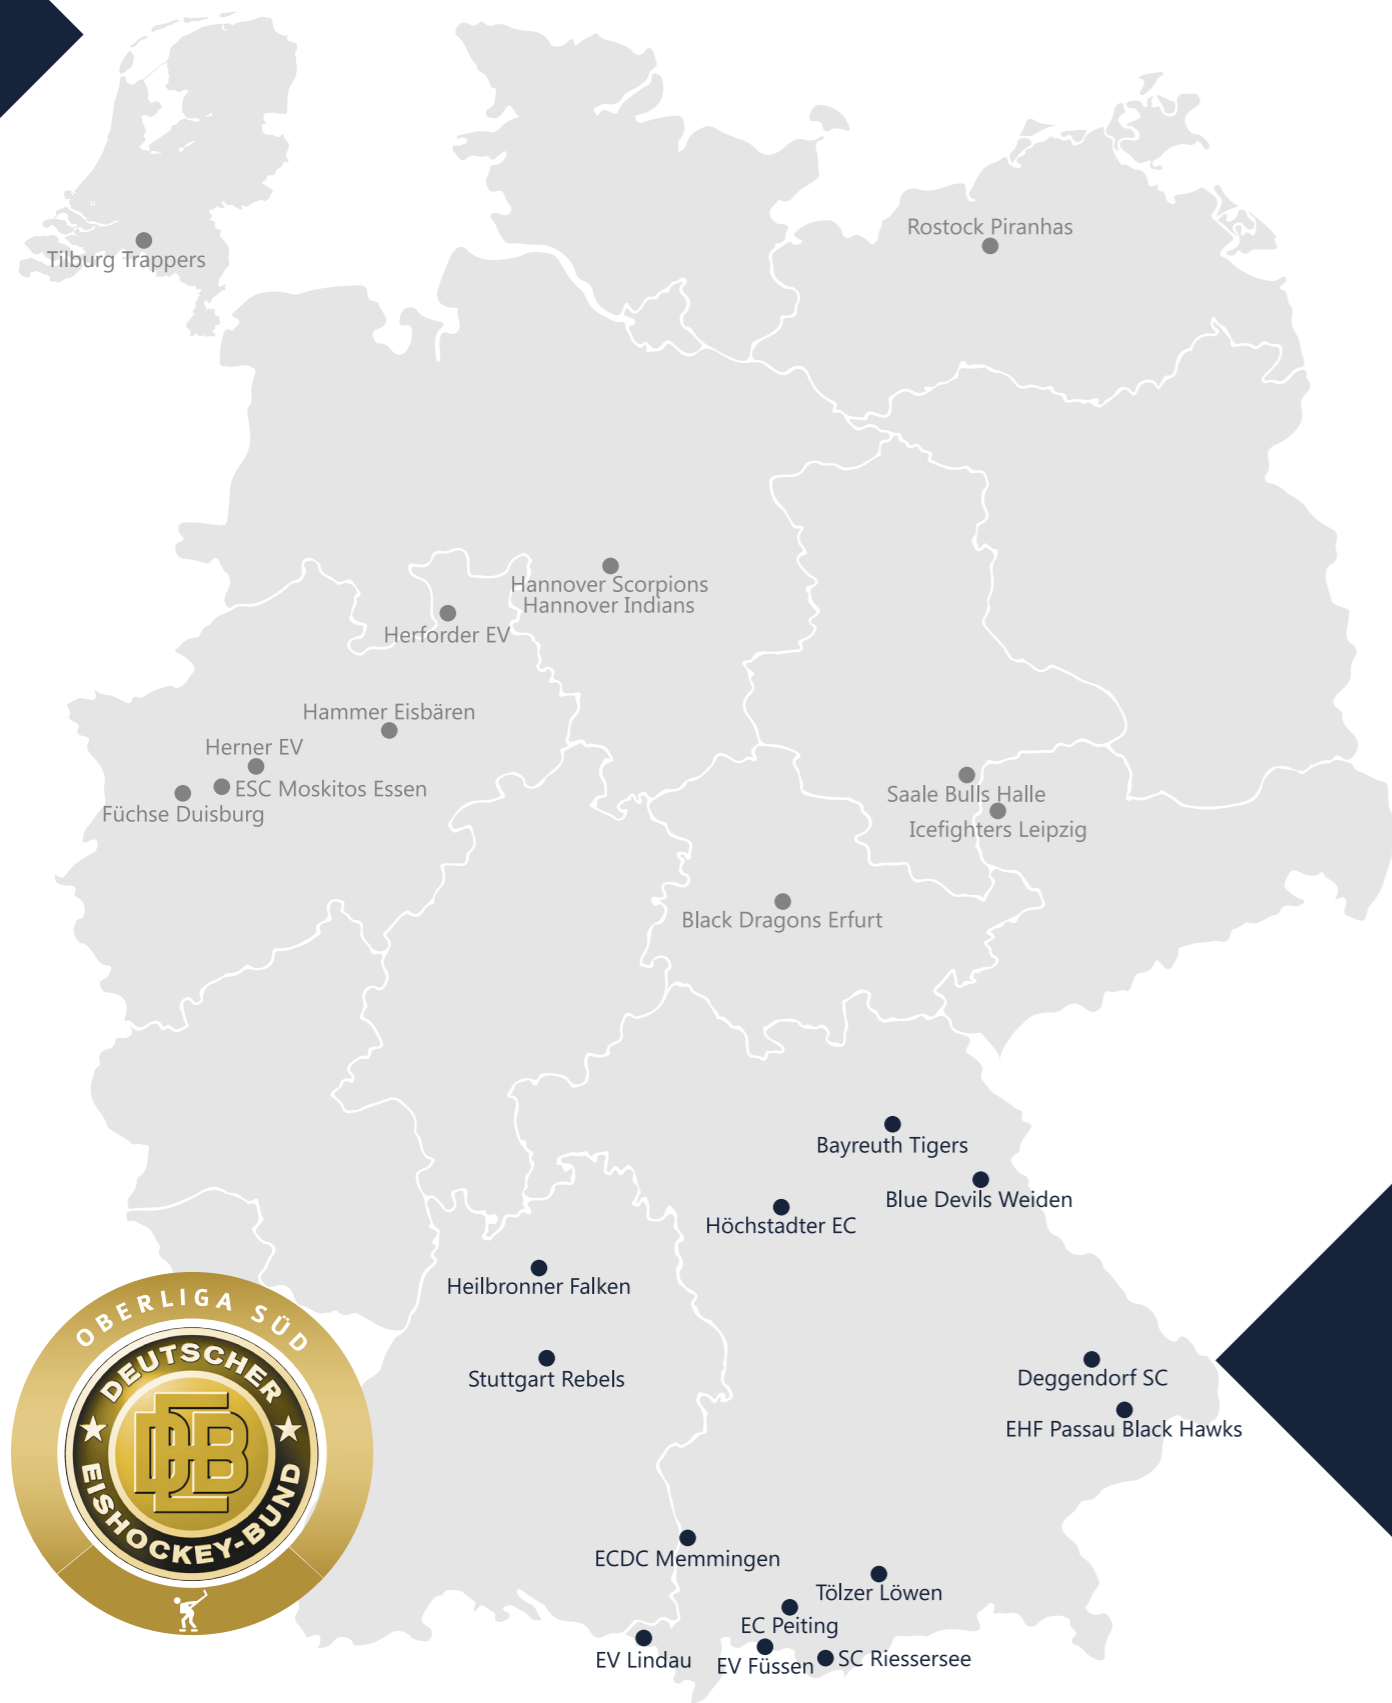 Rostock Piranhas
Tilburg Trappers
Hannover Scorpions
Hannover Indians
Herforder EV
Hammer Eisbären
Herner EV
ESC Moskitos Essen
Füchse Duisburg
Saale Bulls Halle
Icefighters Leipzig
Black Dragons Erfurt
Bayreuth Tigers
Blue Devils Weiden
Höchstadter EC
Heilbronner Falken
OBERLIGA SÜD
DEUTSCHER
EISHOCKEY-BUND
DEB
Stuttgart Rebels
Deggendorf SC
EHF Passau Black Hawks
ECDC Memmingen
Tölzer Löwen
EC Peiting
EV Lindau
EV Füssen
SC Riessersee